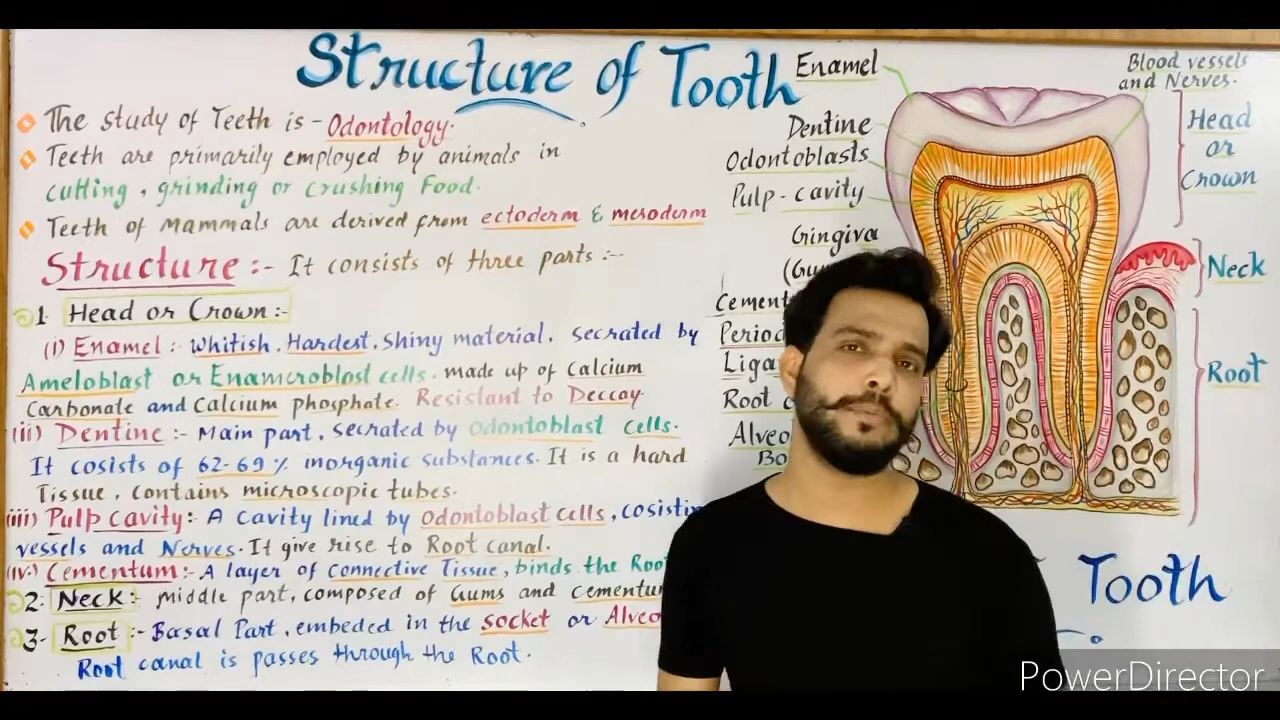 Structure of Tooth
The study of Teeth is - Odontology.
Teeth are primarily employed by animals in
cutting, grinding or crushing Food.
Teeth of mammals are derived from ectoderm & mesoderm
Structure :- It consists of three parts :-
1. Head or Crown :-
(i) Enamel :- Whitish, Hardest, Shiny material, secrated by
Ameloblast or Enameroblast cells. made up of Calcium
Carbonate and Calcium phosphate. Resistant to Deccay.
(ii) Dentine :- Main part, secrated by Odontoblast cells.
It cosists of 62-69% inorganic substances. It is a hard
Tissue, contains microscopic tubes.
(iii) Pulp cavity :- A cavity lined by Odontoblast cells,
vessels and Nerves. It give rise to Root canal.
(iv) Cementum :- A layer of connective Tissue, binds the
2. Neck :- Middle part, composed of Gums and
3. Root :- Basal Part, embeded in the socket or
Root canal is passes through the Root.
Enamel
Dentine
Odontoblasts
Pulp-cavity
Gingiva
Root
Blood vessels
and Nerves.
Head
or
Crown
Neck
Root
Tooth
PowerDirector